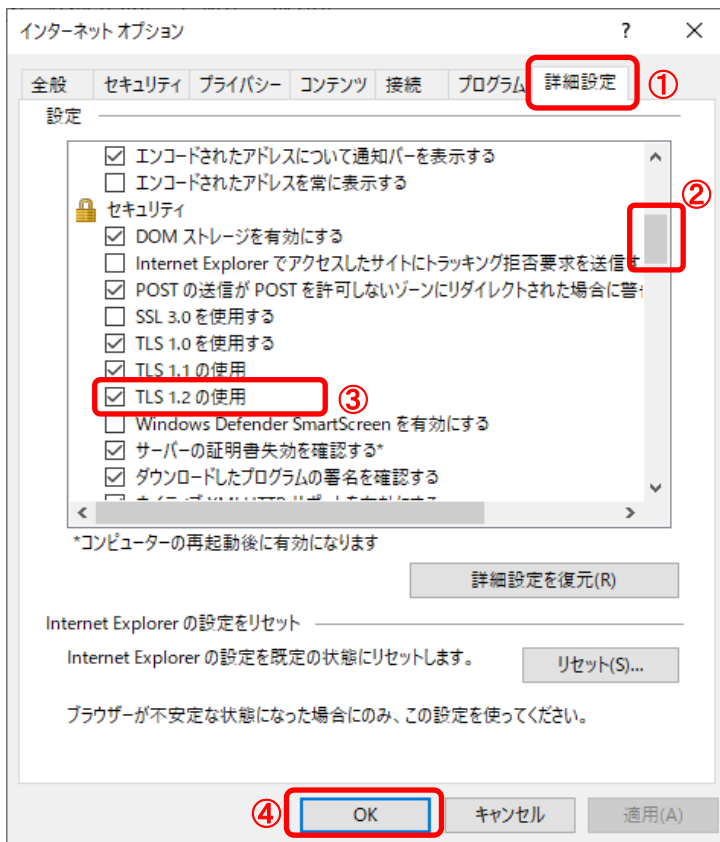 インターネット オプション ? ×
全般 セキュリティ プライバシー コンテンツ 接続 プログラム 詳細設定 ①
設定
エンコードされたアドレスについて通知バーを表示する
エンコードされたアドレスを常に表示する
②
セキュリティ
DOM ストレージを有効にする
Internet Explorer でアクセスしたサイトにトラッキング拒否要求を送信す
POST の送信が POST を許可しないゾーンにリダイレクトされた場合に警
SSL 3.0 を使用する
TLS 1.0 を使用する
TLS 1.1 の使用
TLS 1.2 の使用 ③
Windows Defender SmartScreen を有効にする
サーバーの証明書失効を確認する*
ダウンロードしたプログラムの署名を確認する
*コンピューターの再起動後に有効になります
詳細設定を復元(R)
Internet Explorer の設定をリセット
Internet Explorer の設定を既定の状態にリセットします。
リセット(S)...
ブラウザーが不安定な状態になった場合にのみ、この設定を使ってください。
④ OK キャンセル 適用(A)